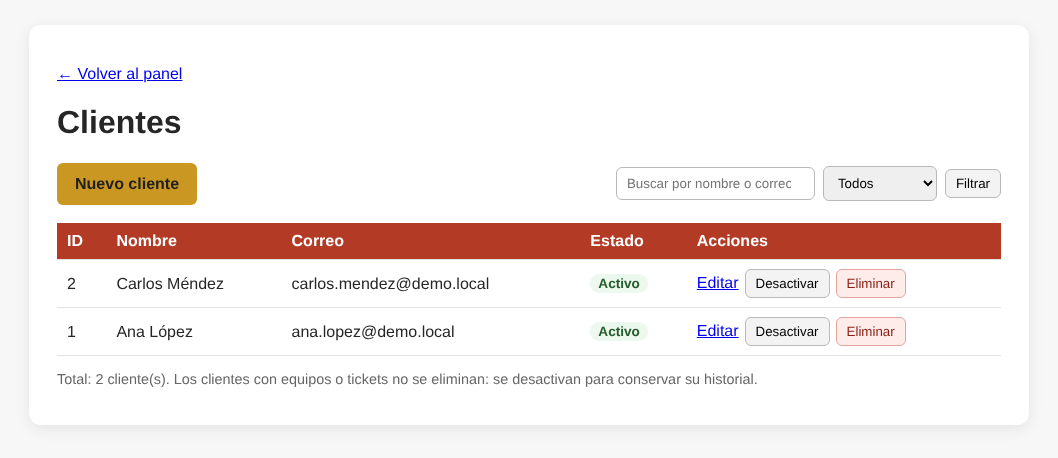 ← Volver al panel
Clientes
Nuevo cliente
Buscar por nombre o correo Todos Filtrar
ID Nombre Correo Estado Acciones
2 Carlos Méndez carlos.mendez@demo.local Activo Editar Desactivar Eliminar
1 Ana López ana.lopez@demo.local Activo Editar Desactivar Eliminar
Total: 2 cliente(s). Los clientes con equipos o tickets no se eliminan: se desactivan para conservar su historial.